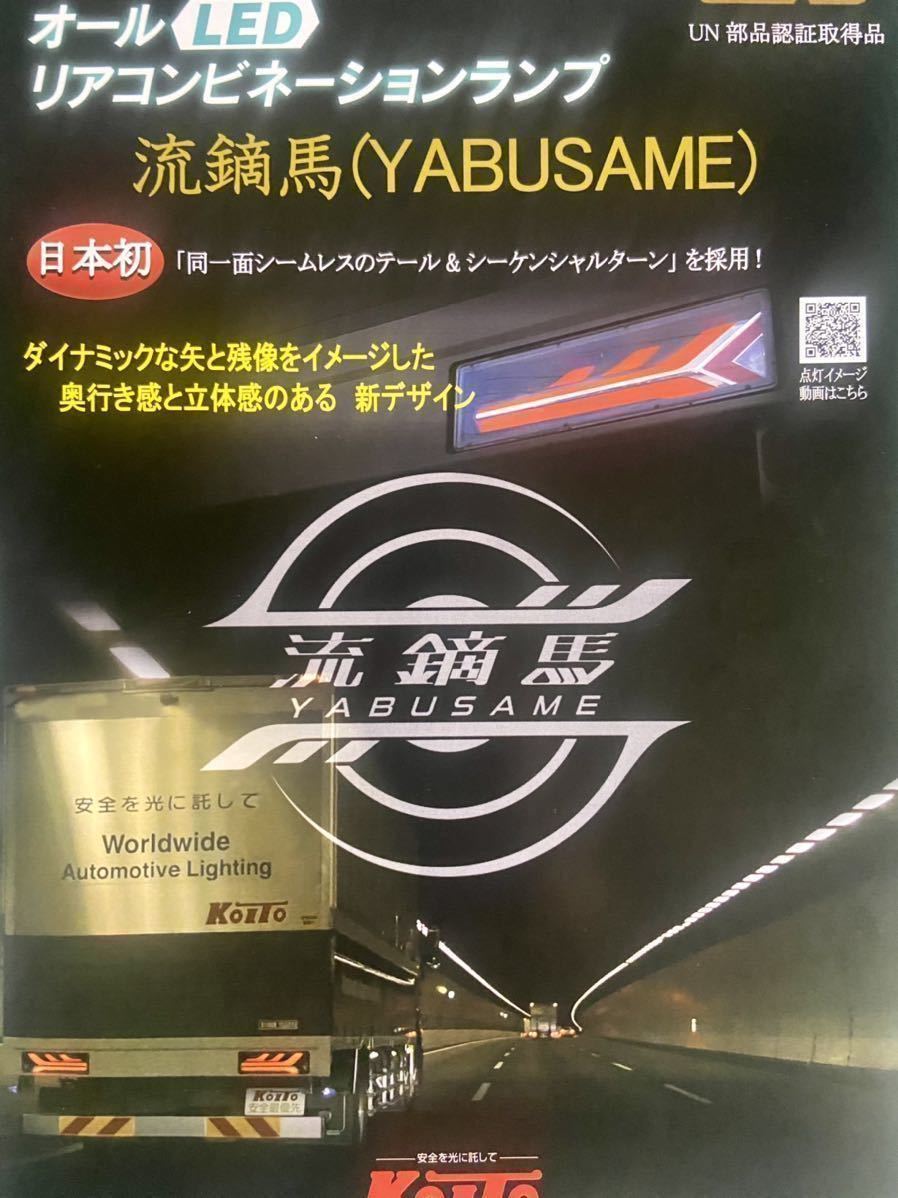 オールLED
リアコンビネーションランプ
UN 部品認証取得品
流鏑馬(YABUSAME)
日本初 「同一面シームレスのテール＆シーケンシャルターン」を採用！
ダイナミックな矢と残像をイメージした
奥行き感と立体感のある 新デザイン
点灯イメージ
動画はこちら
流鏑馬
YABUSAME
安全を光に託して
Worldwide
Automotive Lighting
KOITO
KOITO
安全最優先
安全を光に託して
KOITO